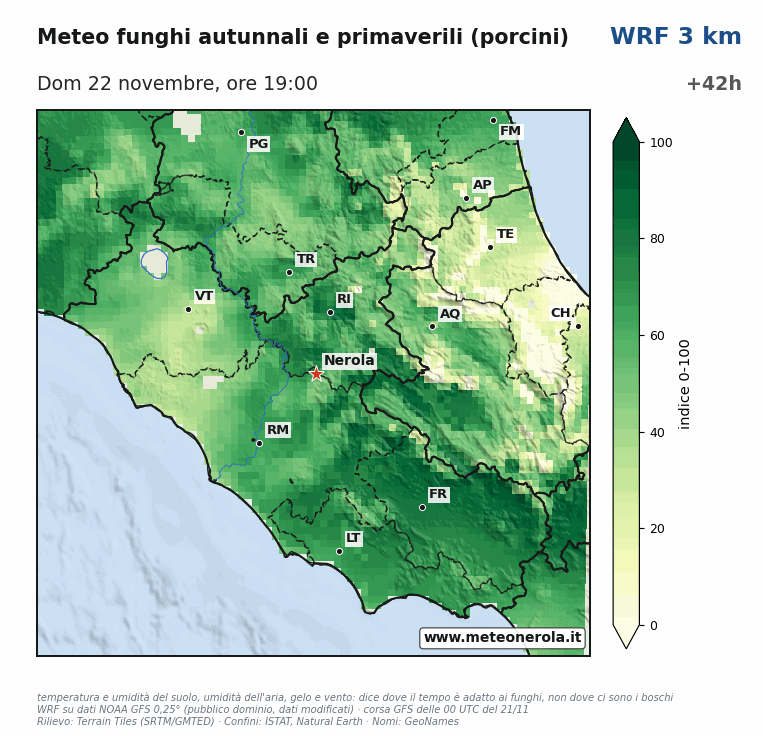 Meteo funghi autunnali e primaverili (porcini)
WRF 3 km
Dom 22 novembre, ore 19:00
+42h
FM
PG
AP
TE
TR
VT
RI
AQ
CH
Nerola
RM
FR
LT
www.meteonerola.it
100
80
60
40
20
0
indice 0-100
temperatura e umidità del suolo, umidità dell'aria, gelo e vento: dice dove il tempo è adatto ai funghi, non dove ci sono i boschi
WRF su dati NOAA GFS 0,25° (pubblico dominio, dati modificati) · corsa GFS delle 00 UTC del 21/11
Rilievo: Terrain Tiles (SRTM/GMTED) · Confini: ISTAT, Natural Earth · Nomi: GeoNames